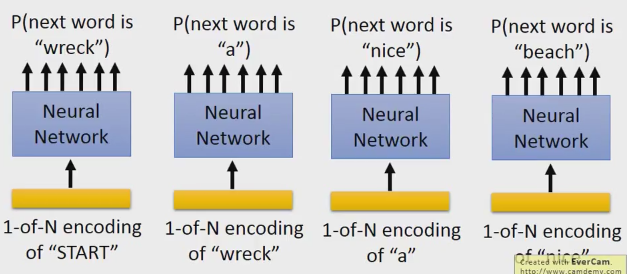 P(next word is
"wreck")
P(next word is
"a")
P(next word is
"nice")
P(next word is
"beach")
Neural
Network
Neural
Network
Neural
Network
Neural
Network
1-of-N encoding
of "START"
1-of-N encoding
of "wreck"
1-of-N encoding
of "a"
1-of-N encoding
of "nice"
Created with EverCam.
http://www.camdemy.com